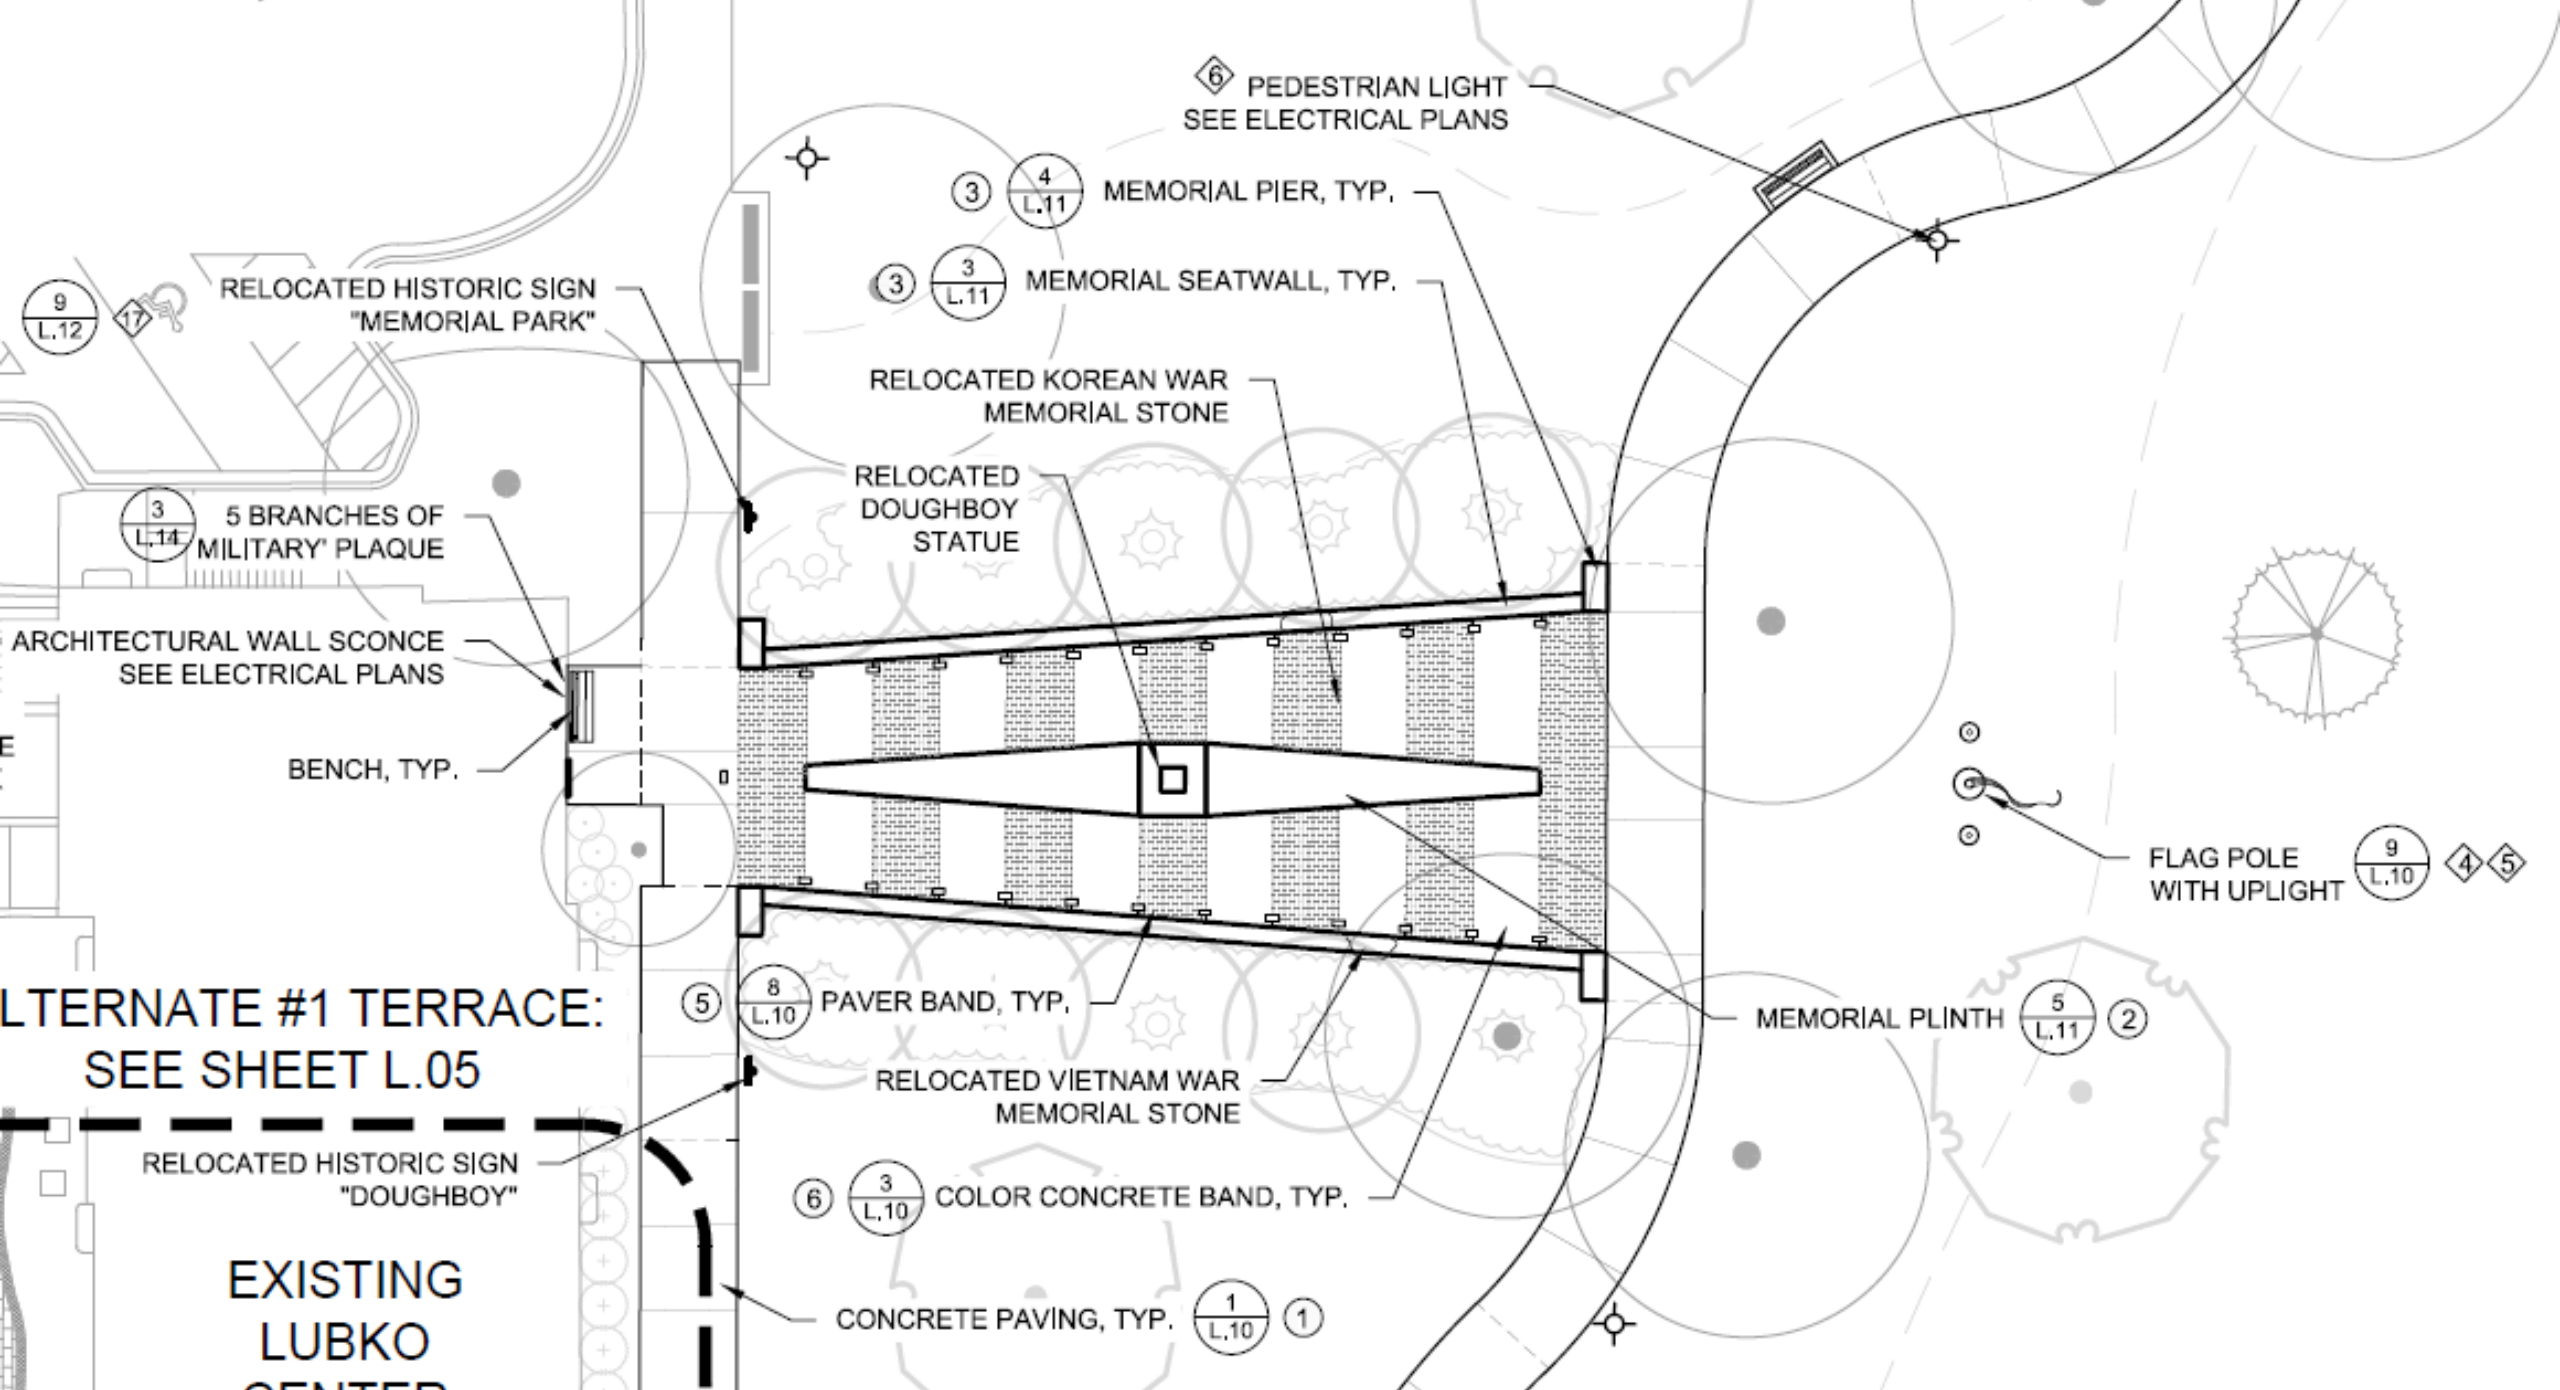 6 PEDESTRIAN LIGHT
SEE ELECTRICAL PLANS
3 4 L.11 MEMORIAL PIER, TYP.
3 3 L.11 MEMORIAL SEATWALL, TYP.
9 L.12 17
RELOCATED HISTORIC SIGN
"MEMORIAL PARK"
RELOCATED KOREAN WAR
MEMORIAL STONE
RELOCATED
DOUGHBOY
STATUE
3 L.14
5 BRANCHES OF
MILITARY' PLAQUE
ARCHITECTURAL WALL SCONCE
SEE ELECTRICAL PLANS
E
BENCH, TYP.
FLAG POLE
WITH UPLIGHT
9 L.10 4 5
LTERNATE #1 TERRACE:
SEE SHEET L.05
5 8 L.10 PAVER BAND, TYP.
MEMORIAL PLINTH 5 L.11 2
RELOCATED VIETNAM WAR
MEMORIAL STONE
RELOCATED HISTORIC SIGN
"DOUGHBOY"
6 3 L.10 COLOR CONCRETE BAND, TYP.
EXISTING
LUBKO
CENTER
CONCRETE PAVING, TYP. 1 L.10 1